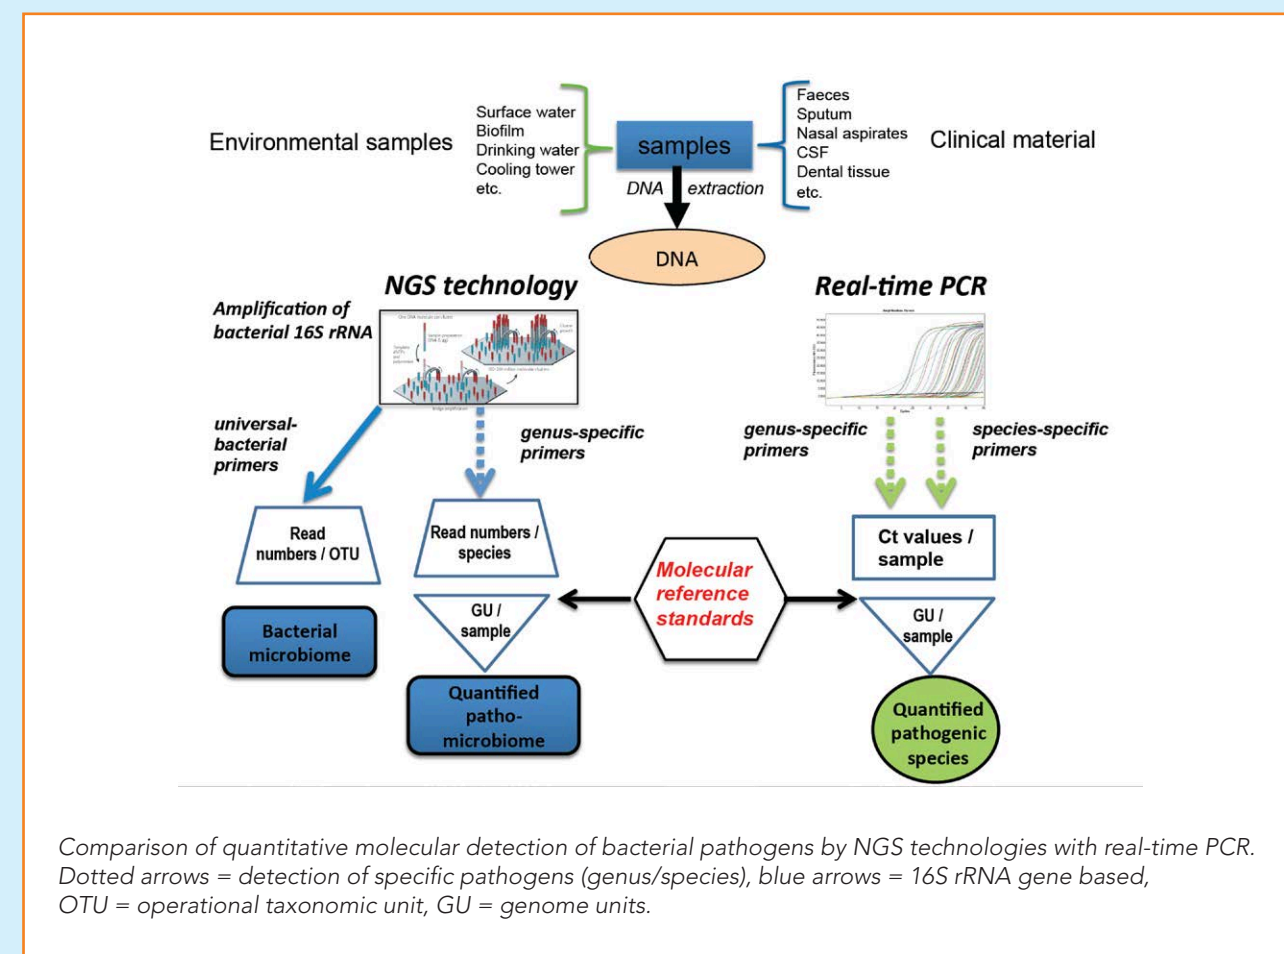 Environmental samples
Surface water
Biofilm
Drinking water
Cooling tower
etc.
samples
Faeces
Sputum
Nasal aspirates
CSF
Dental tissue
etc.
Clinical material
DNA extraction
DNA
NGS technology
Real-time PCR
Amplification of
bacterial 16S rRNA
universal-
bacterial
primers
genus-specific
primers
genus-specific
primers
species-specific
primers
Read
numbers / OTU
Read numbers /
species
Molecular
reference
standards
Ct values /
sample
GU /
sample
GU /
sample
Bacterial
microbiome
Quantified
patho-
microbiome
Quantified
pathogenic
species
Comparison of quantitative molecular detection of bacterial pathogens by NGS technologies with real-time PCR.
Dotted arrows = detection of specific pathogens (genus/species), blue arrows = 16S rRNA gene based,
OTU = operational taxonomic unit, GU = genome units.